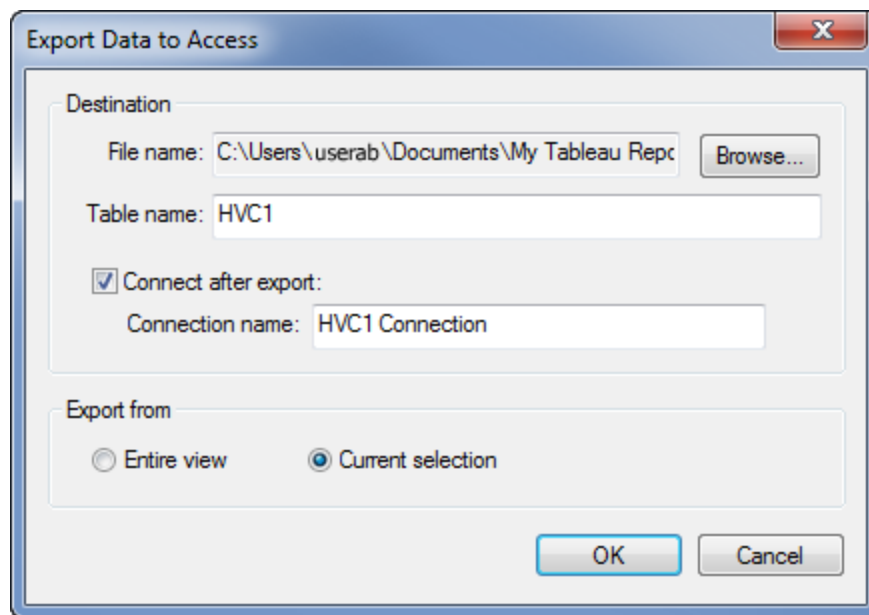 Export Data to Access
Destination
File name: C:\Users\userab\Documents\My Tableau Repo Browse...
Table name: HVC1
Connect after export:
Connection name: HVC1 Connection
Export from
Entire view Current selection
OK Cancel